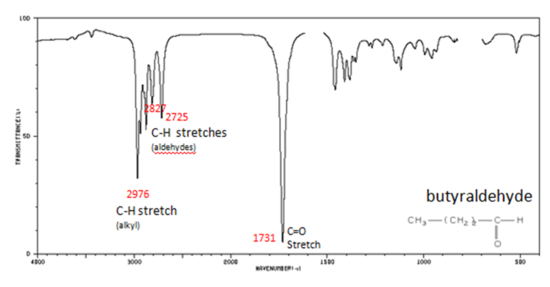 100
TRANSMITTANCE(%)
50
0
2827
2725
C-H stretches
(aldehydes)
2976
C-H stretch
(alkyl)
1731
C=O
Stretch
butyraldehyde
CH₃—(CH₂)₂—C—H
O
4000
3000
2000
1500
1000
500